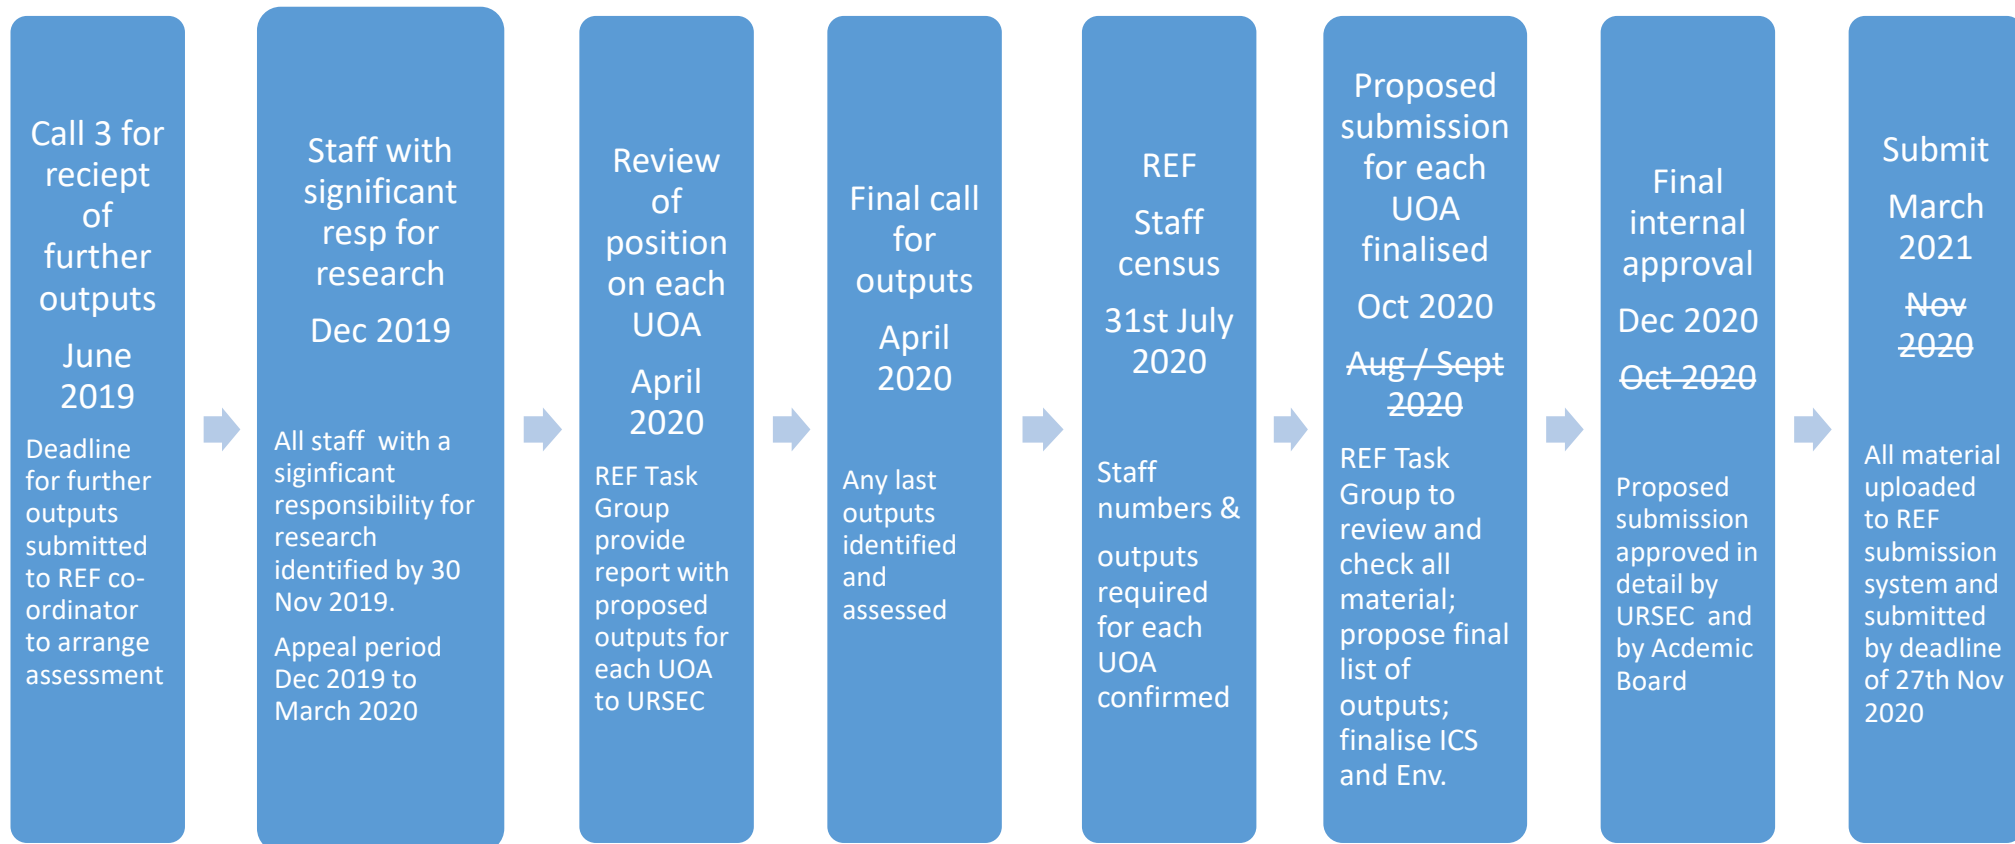 Call 3 for
reciept
of
further
outputs
June
2019
Deadline
for further
outputs
submitted
to REF co-
ordinator
to arrange
assessment
Staff with
significant
resp for
research
Dec 2019
All staff with a
siginficant
responsibility for
research
identified by 30
Nov 2019.
Appeal period
Dec 2019 to
March 2020
Review
of
position
on each
UOA
April
2020
REF Task
Group
provide
report with
proposed
outputs for
each UOA
to URSEC
Final call
for
outputs
April
2020
Any last
outputs
identified
and
assessed
REF
Staff
census
31st July
2020
Staff
numbers &
outputs
required
for each
UOA
confirmed
Proposed
submission
for each
UOA
finalised
Oct 2020
Aug / Sept
2020
REF Task
Group to
review and
check all
material;
propose final
list of
outputs;
finalise ICS
and Env.
Final
internal
approval
Dec 2020
Oct 2020
Proposed
submission
approved in
detail by
URSEC and
by Acdemic
Board
Submit
March
2021
Nov
2020
All material
uploaded
to REF
submission
system and
submitted
by deadline
of 27th Nov
2020